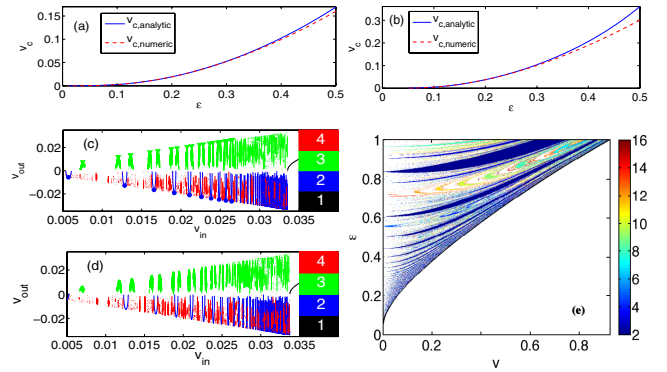 (a)
v_c,analytic
v_c,numeric
v_c
0.15
0.1
0.05
0
0 0.1 0.2 0.3 0.4 0.5
ε
(b)
v_c,analytic
v_c,numeric
v_c
0.3
0.2
0.1
0
0 0.1 0.2 0.3 0.4 0.5
ε
(c)
v_out
0.02
0
−0.02
0.005 0.01 0.015 0.02 0.025 0.03 0.035
v_in
4
3
2
1
(d)
v_out
0.02
0
−0.02
0.005 0.01 0.015 0.02 0.025 0.03 0.035
v_in
4
3
2
1
ε
1
0.8
0.6
0.4
0.2
0
0.2 0.4 0.6 0.8
V
(e)
16
14
12
10
8
6
4
2